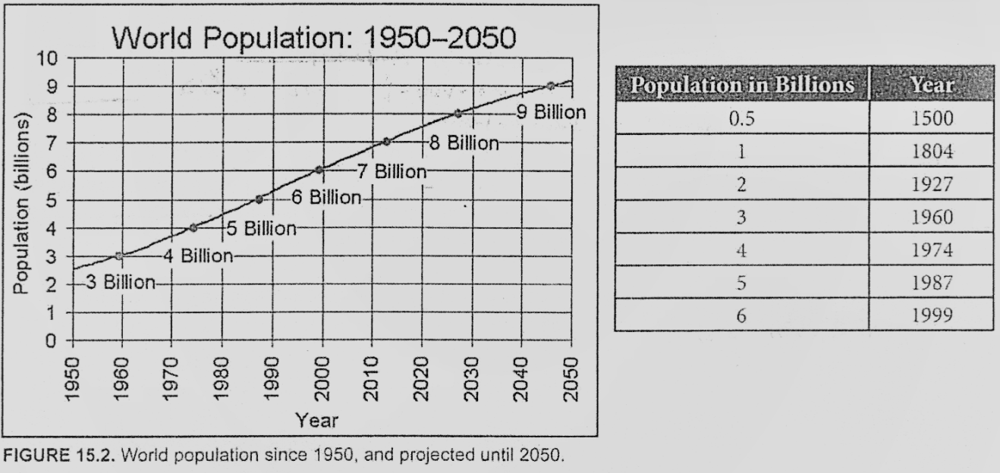 World Population: 1950–2050
10
9
8
7
6
5
4
3
2
1
0
Population (billions)
9 Billion
8 Billion
7 Billion
6 Billion
5 Billion
4 Billion
3 Billion
1950 1960 1970 1980 1990 2000 2010 2020 2030 2040 2050
Year
FIGURE 15.2. World population since 1950, and projected until 2050.
Population in Billions Year
0.5 1500
1 1804
2 1927
3 1960
4 1974
5 1987
6 1999